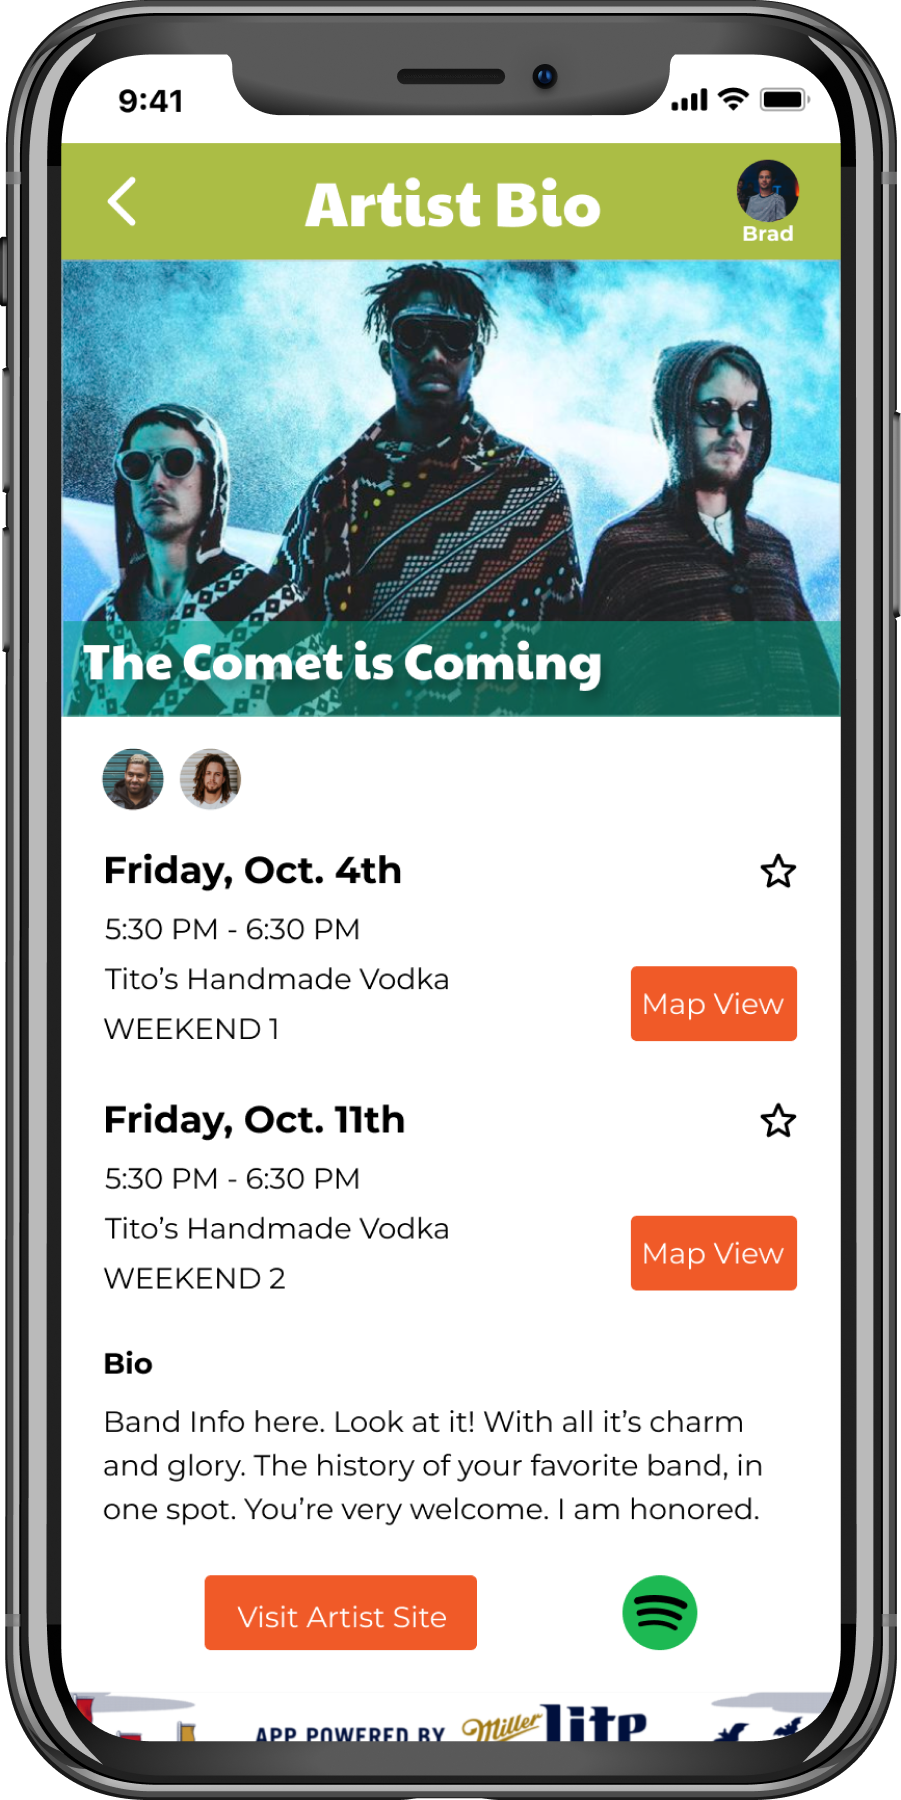 9:41
Artist Bio
Brad
The Comet is Coming
Friday, Oct. 4th
5:30 PM - 6:30 PM
Tito's Handmade Vodka
WEEKEND 1
Map View
Friday, Oct. 11th
5:30 PM - 6:30 PM
Tito's Handmade Vodka
WEEKEND 2
Map View
Bio
Band Info here. Look at it! With all it's charm
and glory. The history of your favorite band, in
one spot. You're very welcome. I am honored.
Visit Artist Site
APP POWERED BY Miller lite